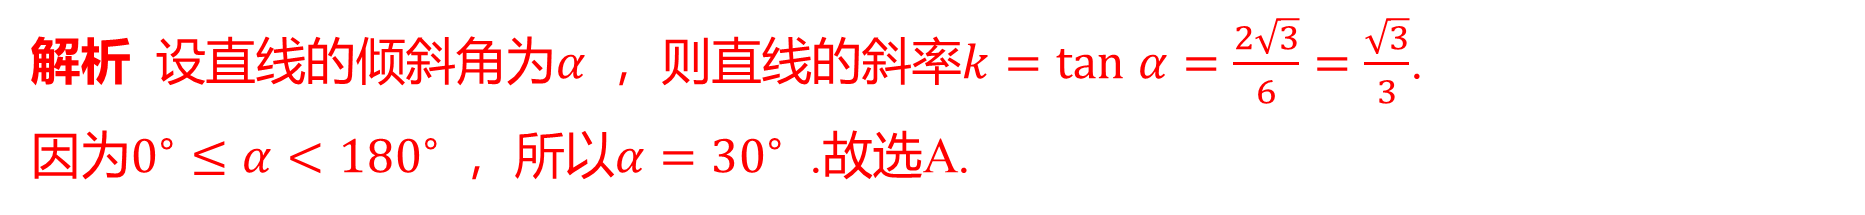 解析 设直线的倾斜角为α ，则直线的斜率k = tan α = 2√3/6 = √3/3.
因为0° ≤ α < 180° ，所以α = 30° .故选A.